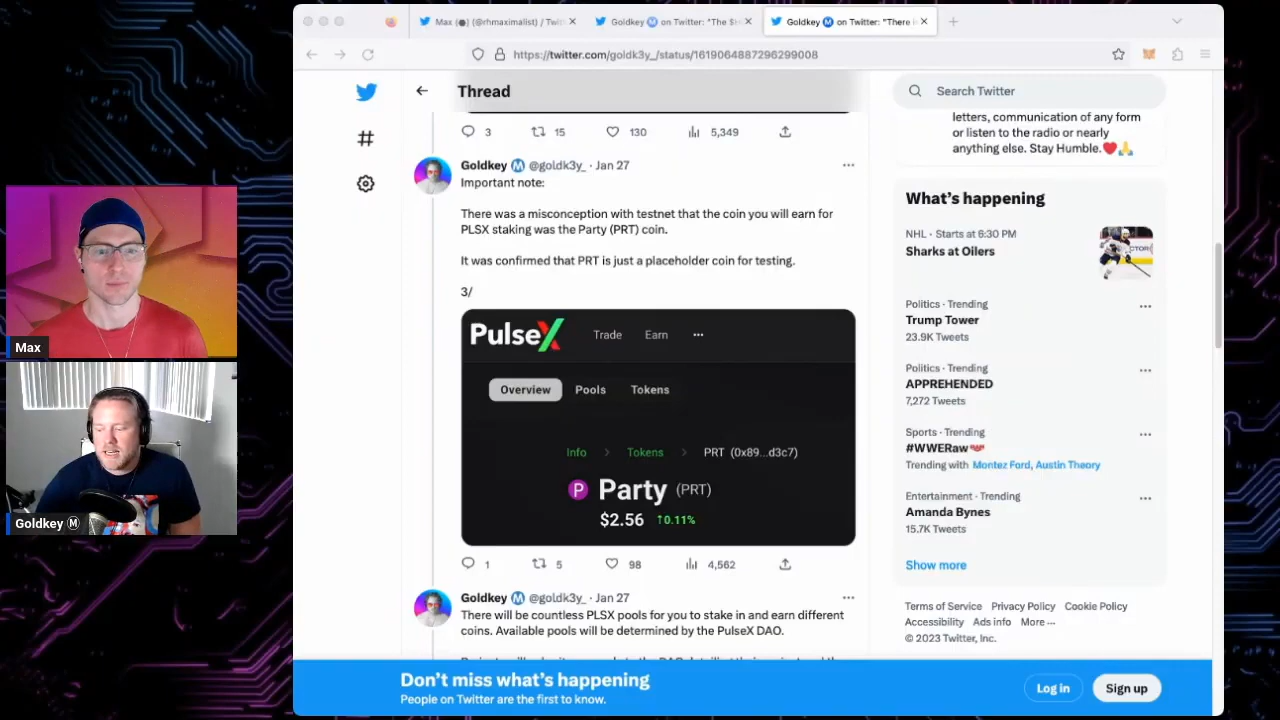 Max (⬣) (@rhmaximalist) / Twit
Goldkey Ⓜ on Twitter: "The $H
Goldkey Ⓜ on Twitter: "There i
https://twitter.com/goldk3y_/status/1619064887296299008
Thread
Search Twitter
letters, communication of any form
or listen to the radio or nearly
anything else. Stay Humble.❤️🙏
3 15 130 5,349
Goldkey Ⓜ @goldk3y_ · Jan 27
Important note:
There was a misconception with testnet that the coin you will earn for
PLSX staking was the Party (PRT) coin.
It was confirmed that PRT is just a placeholder coin for testing.
3/
PulseX Trade Earn ···
Overview Pools Tokens
Info > Tokens > PRT (0x89...d3c7)
P Party (PRT)
$2.56 ↑0.11%
1 5 98 4,562
Goldkey Ⓜ @goldk3y_ · Jan 27
There will be countless PLSX pools for you to stake in and earn different
coins. Available pools will be determined by the PulseX DAO.
What's happening
NHL · Starts at 6:30 PM
Sharks at Oilers
Politics · Trending
Trump Tower
23.9K Tweets
Politics · Trending
APPREHENDED
7,272 Tweets
Sports · Trending
#WWERaw
Trending with Montez Ford, Austin Theory
Entertainment · Trending
Amanda Bynes
15.7K Tweets
Show more
Terms of Service Privacy Policy Cookie Policy
Accessibility Ads info More ···
© 2023 Twitter, Inc.
Don't miss what's happening
People on Twitter are the first to know.
Log in Sign up
Max
Goldkey Ⓜ